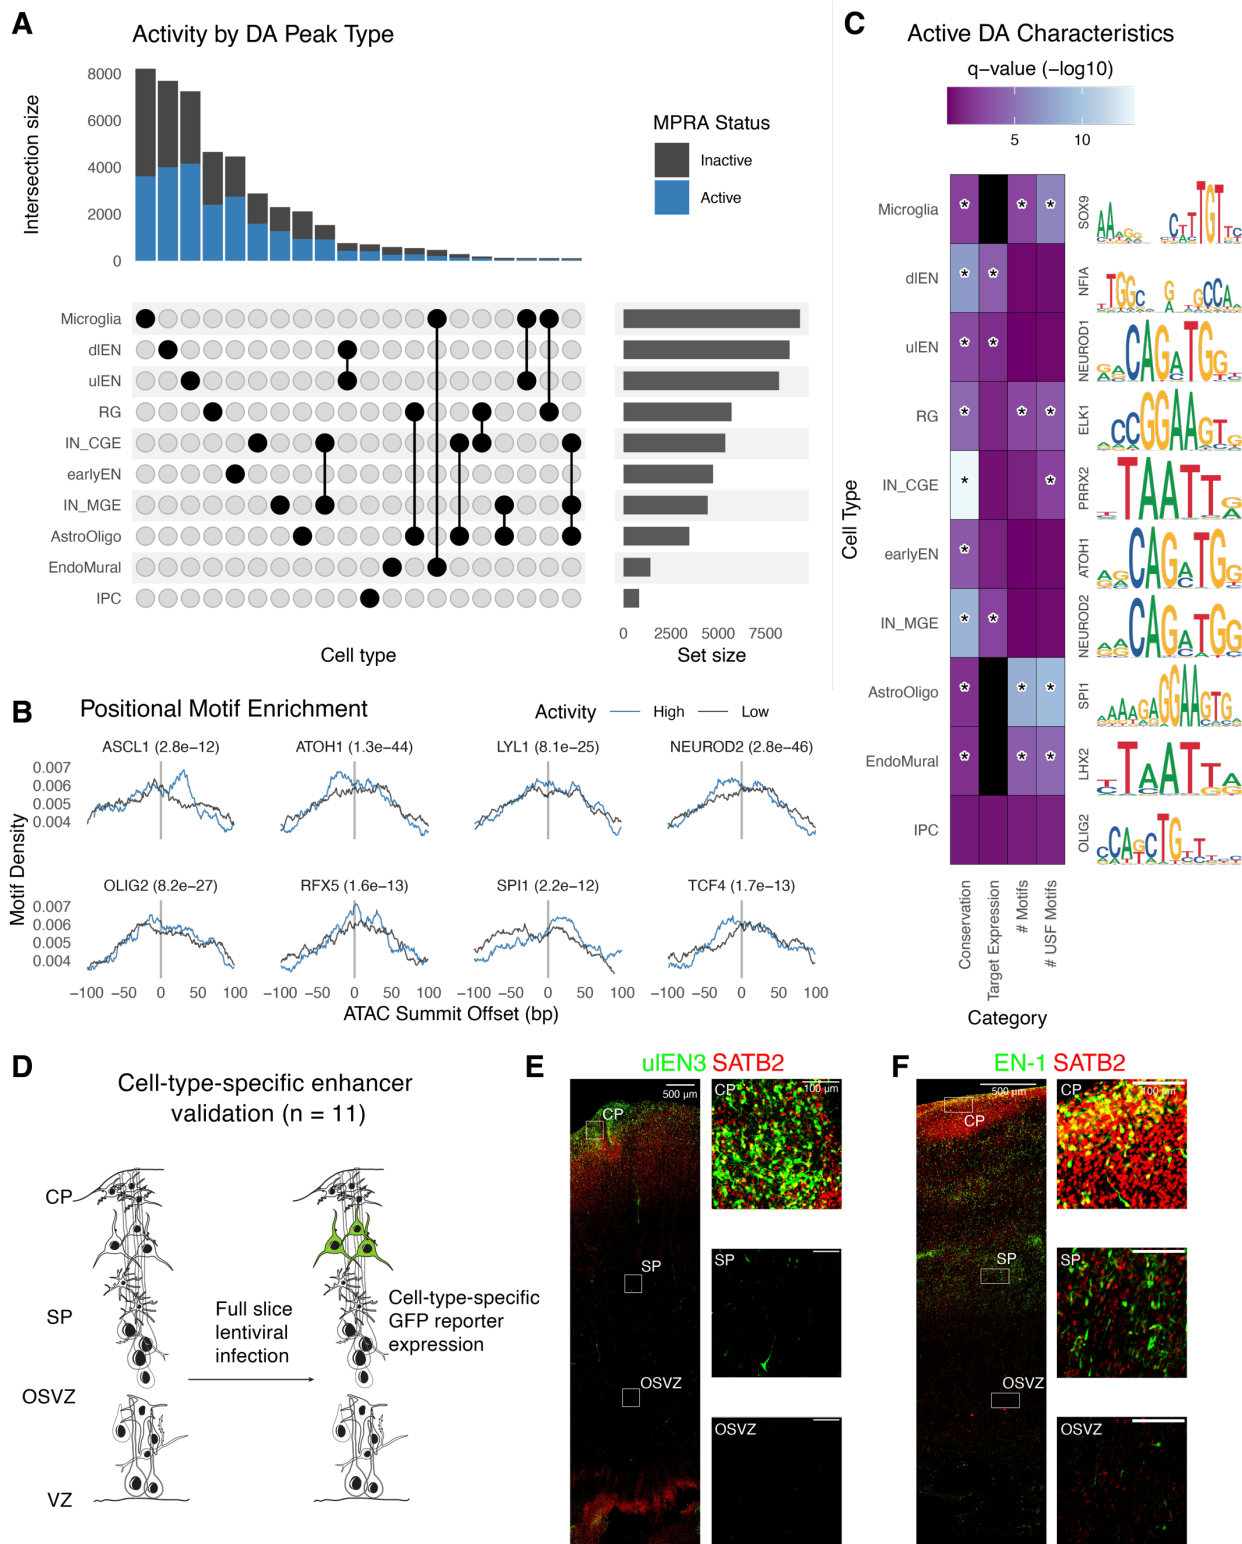 A
Activity by DA Peak Type
Intersection size
8000
6000
4000
2000
0
MPRA Status
Inactive
Active
Microglia
dlEN
ulEN
RG
IN_CGE
earlyEN
IN_MGE
AstroOligo
EndoMural
IPC
Cell type
0 2500 5000 7500
Set size
B
Positional Motif Enrichment
Activity High Low
ASCL1 (2.8e−12)
ATOH1 (1.3e−44)
LYL1 (8.1e−25)
NEUROD2 (2.8e−46)
0.007
0.006
0.005
0.004
Motif Density
OLIG2 (8.2e−27)
RFX5 (1.6e−13)
SPI1 (2.2e−12)
TCF4 (1.7e−13)
0.007
0.006
0.005
0.004
−100 −50 0 50 100
−100 −50 0 50 100
−100 −50 0 50 100
−100 −50 0 50 100
ATAC Summit Offset (bp)
C
Active DA Characteristics
q−value (−log10)
5 10
Cell Type
Microglia
dlEN
ulEN
RG
IN_CGE
earlyEN
IN_MGE
AstroOligo
EndoMural
IPC
Conservation
Target Expression
# Motifs
# USF Motifs
Category
SOX9
NFIA
NEUROD1
ELK1
PRRX2
ATOH1
NEUROD2
SPI1
LHX2
OLIG2
D
Cell-type-specific enhancer
validation (n = 11)
CP
SP
OSVZ
VZ
Full slice
lentiviral
infection
Cell-type-specific
GFP reporter
expression
E
ulEN3 SATB2
500 µm
CP
SP
OSVZ
CP
100 µm
SP
OSVZ
F
EN-1 SATB2
500 µm
CP
SP
OSVZ
CP
100 µm
SP
OSVZ